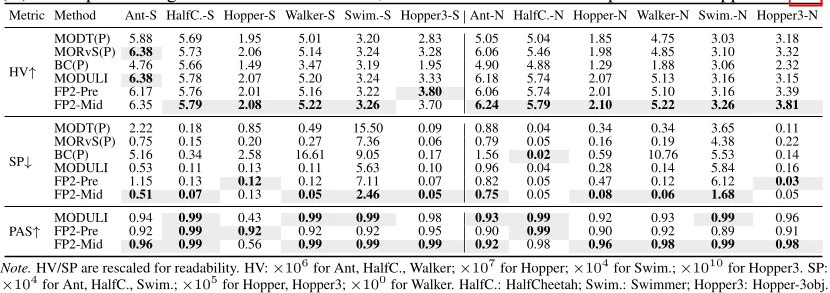 Metric Method Ant-S HalfC.-S Hopper-S Walker-S Swim.-S Hopper3-S Ant-N HalfC.-N Hopper-N Walker-N Swim.-N Hopper3-N
HV↑
MODT(P) 5.88 5.69 1.95 5.01 3.20 2.83 5.05 5.04 1.85 4.75 3.03 3.18
MORvS(P) 6.38 5.73 2.06 5.14 3.24 3.28 6.06 5.46 1.98 4.85 3.10 3.32
BC(P) 4.76 5.66 1.49 3.47 3.19 1.95 4.90 4.88 1.29 1.88 3.06 2.32
MODULI 6.38 5.78 2.07 5.20 3.24 3.33 6.18 5.74 2.07 5.13 3.16 3.15
FP2-Pre 6.17 5.76 2.01 5.16 3.22 3.80 6.06 5.74 2.01 5.12 3.16 3.39
FP2-Mid 6.35 5.79 2.08 5.22 3.26 3.70 6.24 5.79 2.10 5.22 3.26 3.81
SP↓
MODT(P) 2.22 0.18 0.85 0.49 15.50 0.09 0.88 0.04 0.34 0.34 3.65 0.11
MORvS(P) 0.75 0.15 0.20 0.27 7.36 0.06 0.79 0.05 0.16 0.19 4.38 0.22
BC(P) 5.16 0.34 2.58 16.61 9.05 0.17 1.56 0.02 0.59 10.76 5.53 0.14
MODULI 0.53 0.11 0.13 0.11 5.63 0.10 0.96 0.04 0.28 0.14 5.84 0.16
FP2-Pre 1.15 0.13 0.12 0.12 7.11 0.07 0.82 0.05 0.47 0.12 6.12 0.03
FP2-Mid 0.51 0.07 0.13 0.05 2.46 0.05 0.75 0.05 0.08 0.06 1.68 0.05
PAS↑
MODULI 0.94 0.99 0.43 0.99 0.99 0.98 0.93 0.99 0.92 0.93 0.99 0.96
FP2-Pre 0.92 0.99 0.92 0.92 0.94 0.95 0.90 0.99 0.90 0.92 0.89 0.91
FP2-Mid 0.96 0.99 0.56 0.99 0.99 0.99 0.92 0.98 0.96 0.98 0.99 0.98
Note. HV/SP are rescaled for readability. HV: ×10⁶ for Ant, HalfC., Walker; ×10⁷ for Hopper; ×10⁴ for Swim.; ×10¹⁰ for Hopper3. SP:
×10⁴ for Ant, HalfC., Swim.; ×10⁵ for Hopper, Hopper3; ×10⁰ for Walker. HalfC.: HalfCheetah; Swim.: Swimmer; Hopper3: Hopper-3obj.